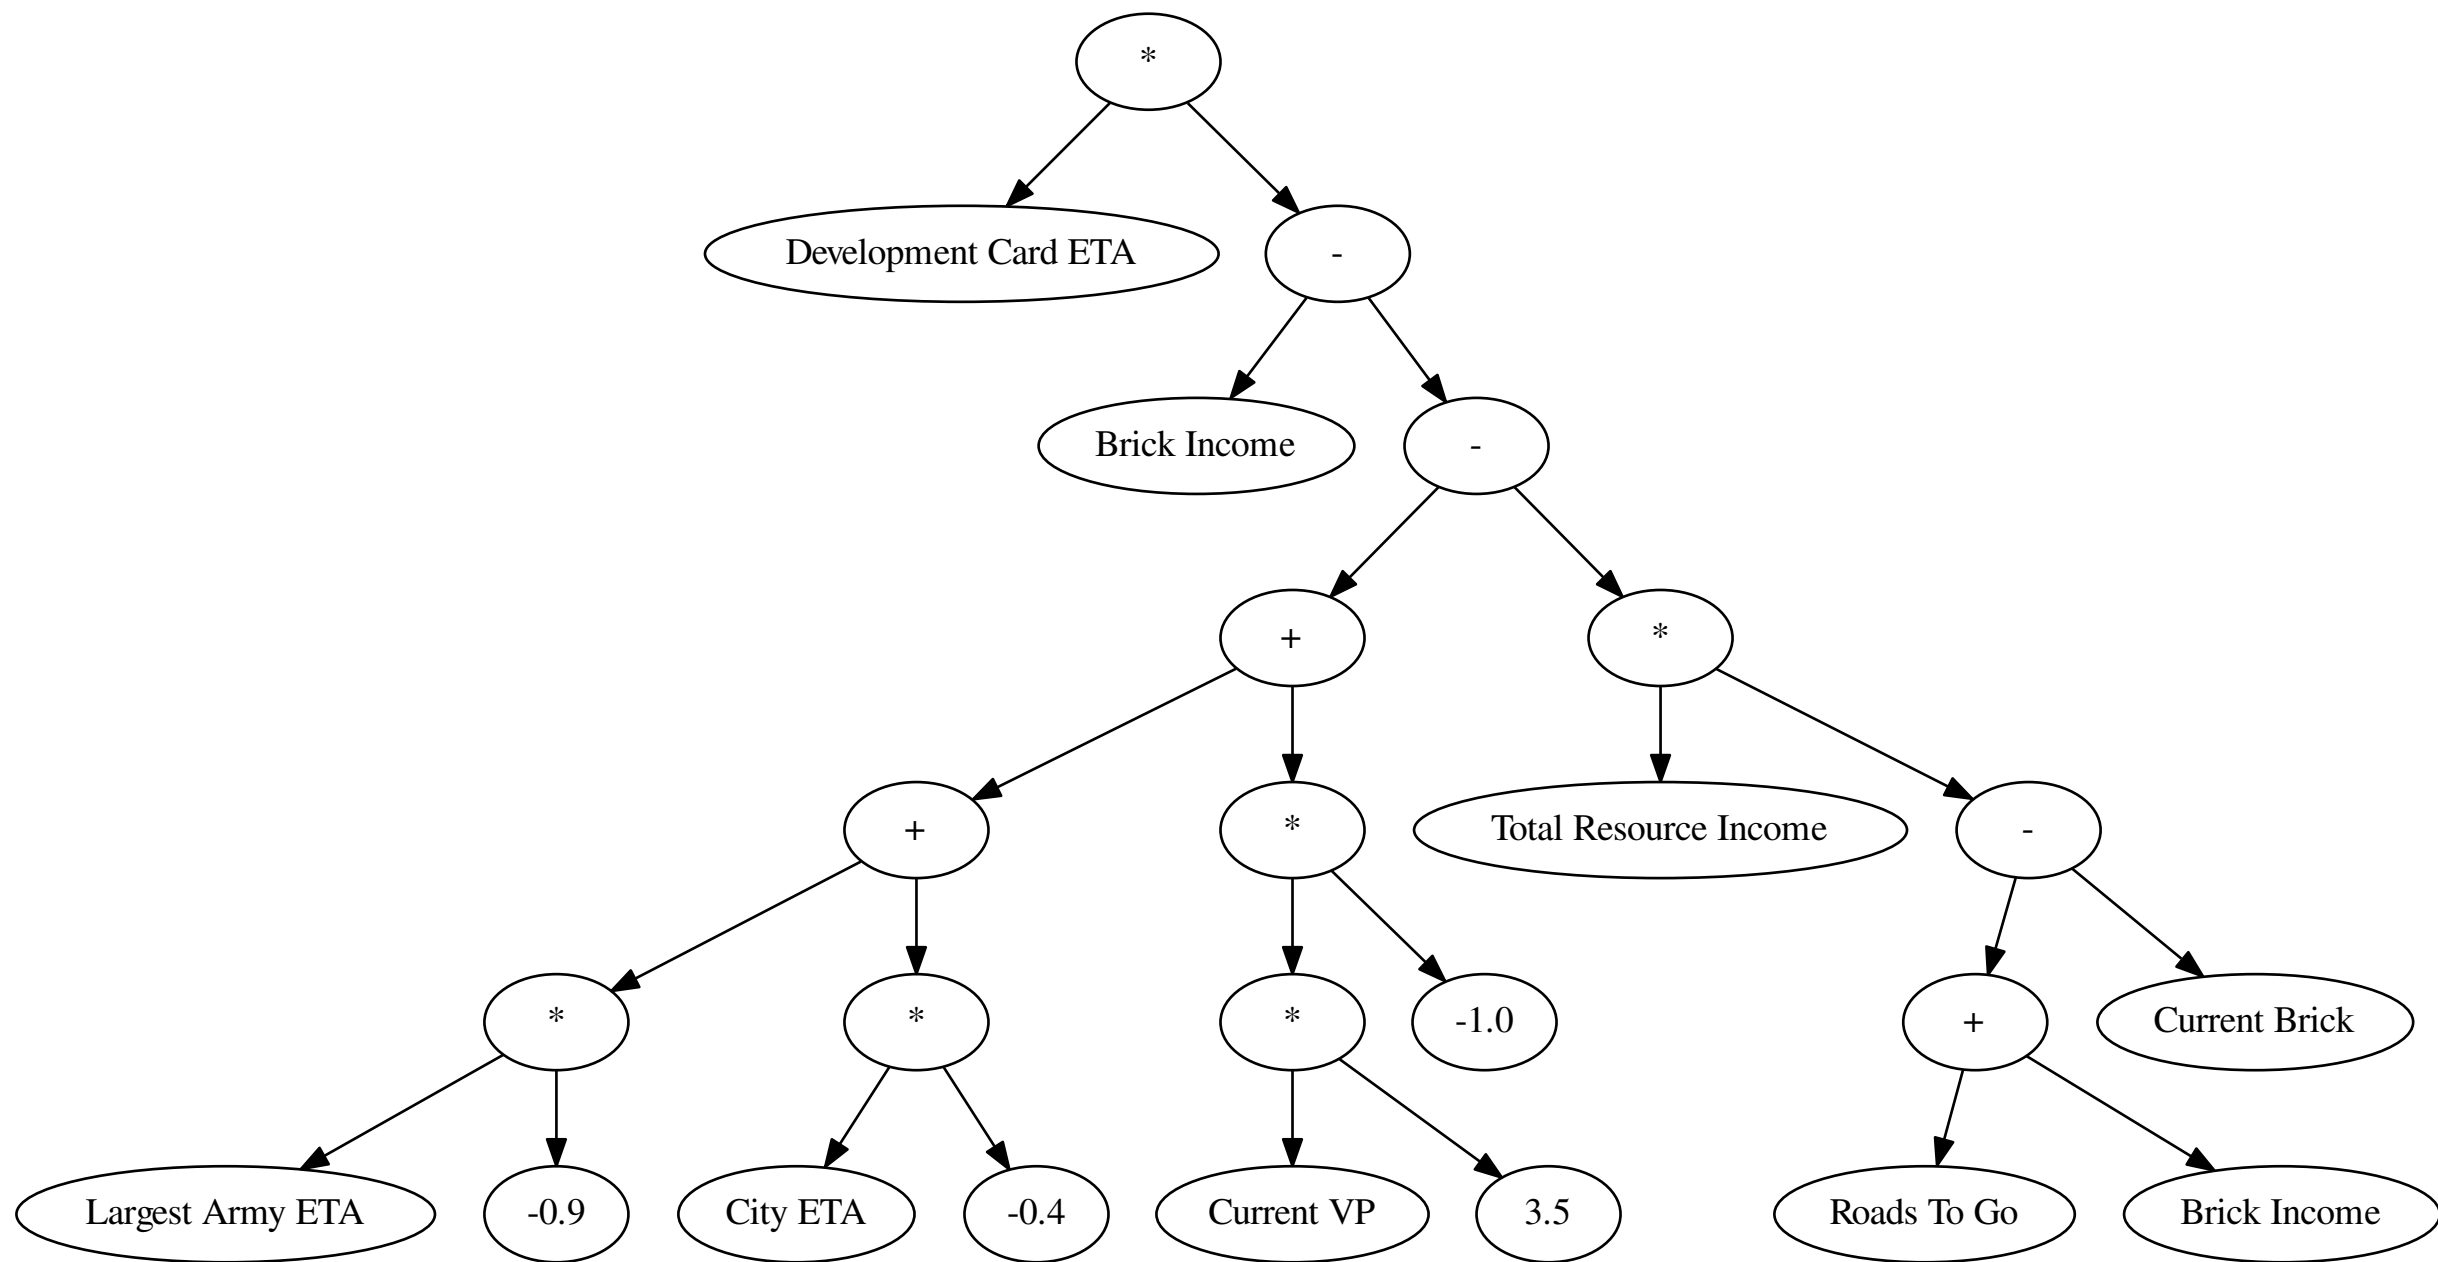 *
Development Card ETA
-
Brick Income
-
+
*
+
*
Total Resource Income
-
*
*
*
-1.0
+
Current Brick
Largest Army ETA
-0.9
City ETA
-0.4
Current VP
3.5
Roads To Go
Brick Income